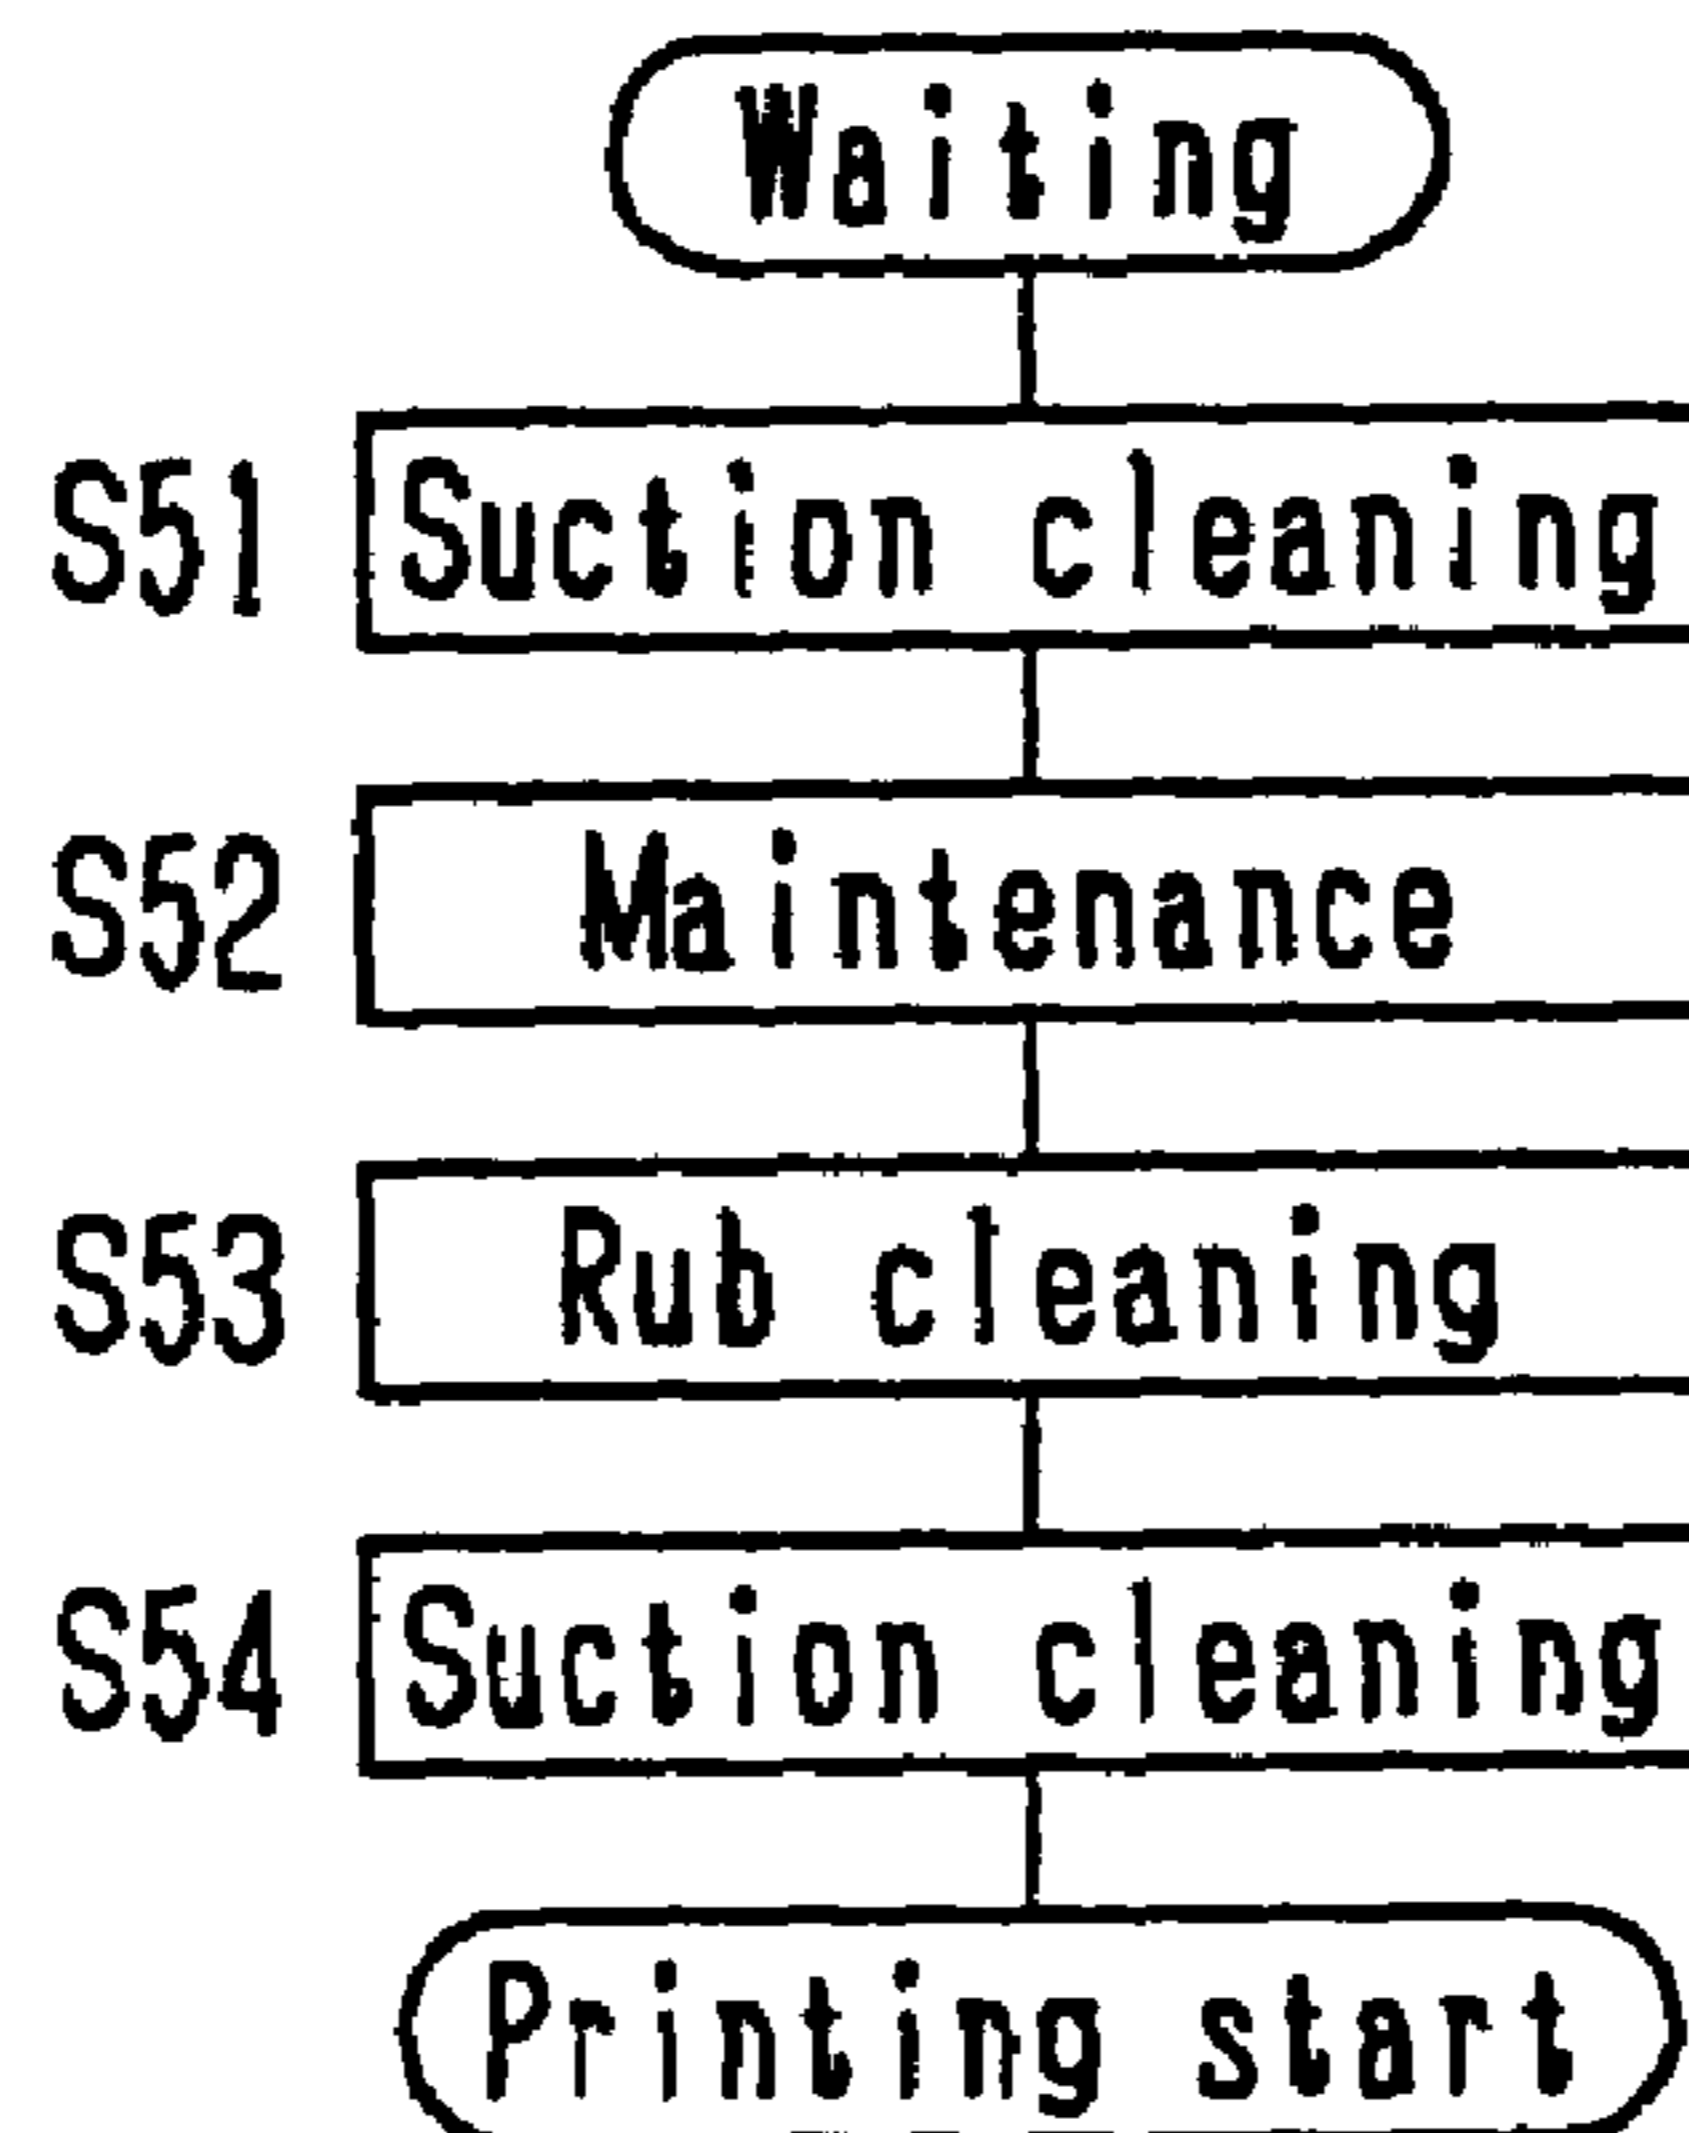 Waiting
S51 Suction cleaning
S52 Maintenance
S53 Rub cleaning
S54 Suction cleaning
Printing start